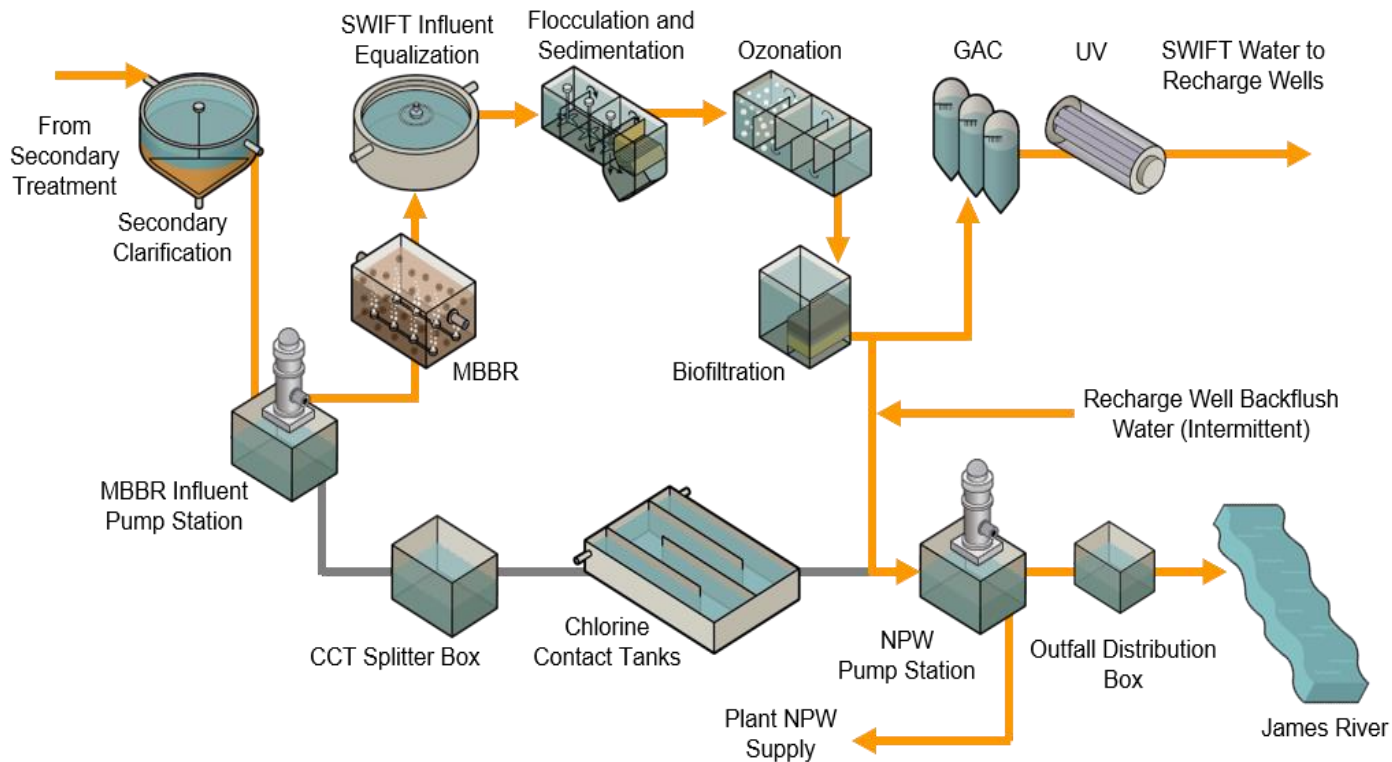 SWIFT Influent
Equalization
Flocculation and
Sedimentation
Ozonation
GAC
UV
SWIFT Water to
Recharge Wells
From
Secondary
Treatment
Secondary
Clarification
MBBR
Biofiltration
Recharge Well Backflush
Water (Intermittent)
MBBR Influent
Pump Station
CCT Splitter Box
Chlorine
Contact Tanks
NPW
Pump Station
Outfall Distribution
Box
James River
Plant NPW
Supply